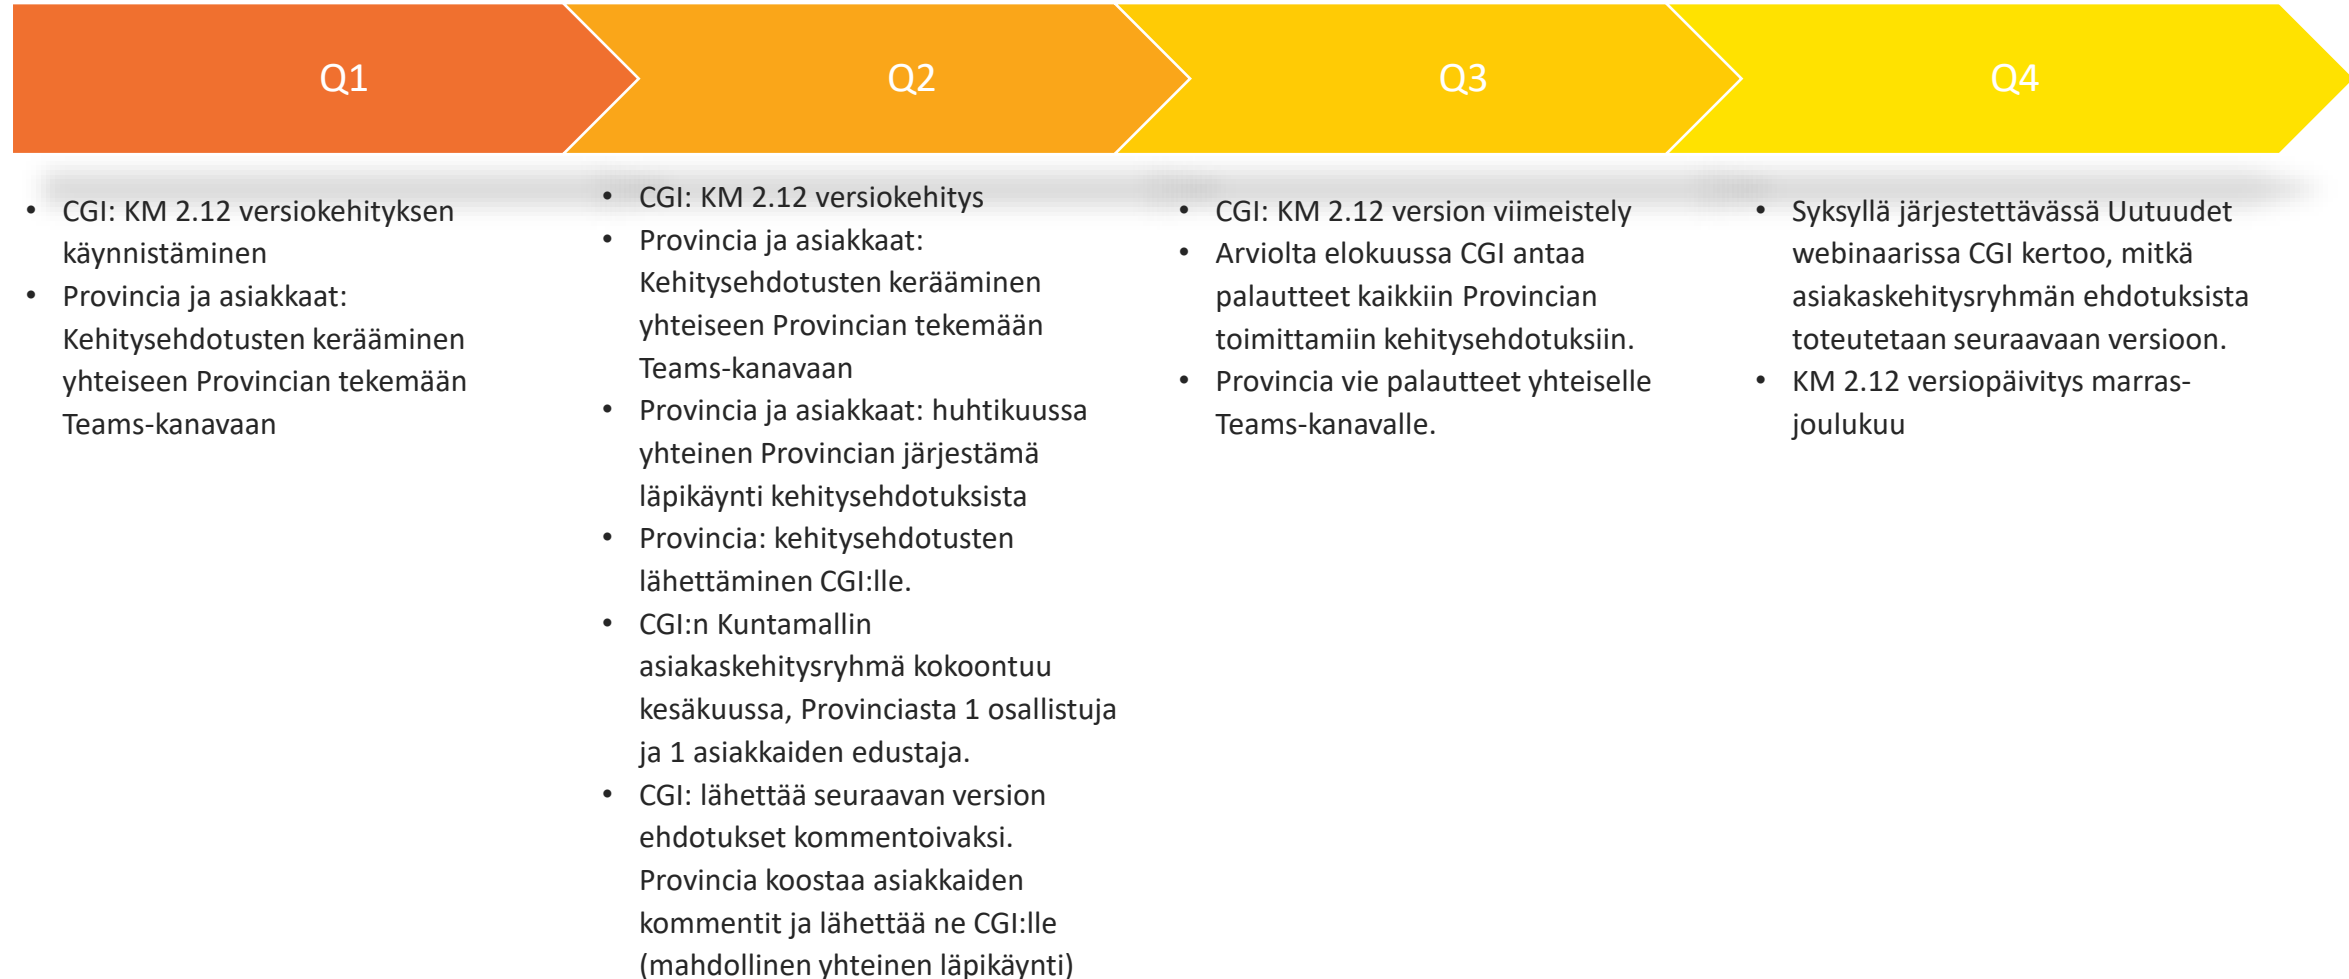 Q1
Q2
Q3
Q4
• CGI: KM 2.12 versiokehityksen
käynnistäminen
• Provincia ja asiakkaat:
Kehitysehdotusten kerääminen
yhteiseen Provincian tekemään
Teams-kanavaan
• CGI: KM 2.12 versiokehitys
• Provincia ja asiakkaat:
Kehitysehdotusten kerääminen
yhteiseen Provincian tekemään
Teams-kanavaan
• Provincia ja asiakkaat: huhtikuussa
yhteinen Provincian järjestämä
läpikäynti kehitysehdotuksista
• Provincia: kehitysehdotusten
lähettäminen CGI:lle.
• CGI:n Kuntamallin
asiakaskehitysryhmä kokoontuu
kesäkuussa, Provinciasta 1 osallistuja
ja 1 asiakkaiden edustaja.
• CGI: lähettää seuraavan version
ehdotukset kommentoivaksi.
Provincia koostaa asiakkaiden
kommentit ja lähettää ne CGI:lle
(mahdollinen yhteinen läpikäynti)
• CGI: KM 2.12 version viimeistely
• Arviolta elokuussa CGI antaa
palautteet kaikkiin Provincian
toimittamiin kehitysehdotuksiin.
• Provincia vie palautteet yhteiselle
Teams-kanavalle.
• Syksyllä järjestettävässä Uutuudet
webinaarissa CGI kertoo, mitkä
asiakaskehitysryhmän ehdotuksista
toteutetaan seuraavaan versioon.
• KM 2.12 versiopäivitys marras-
joulukuu